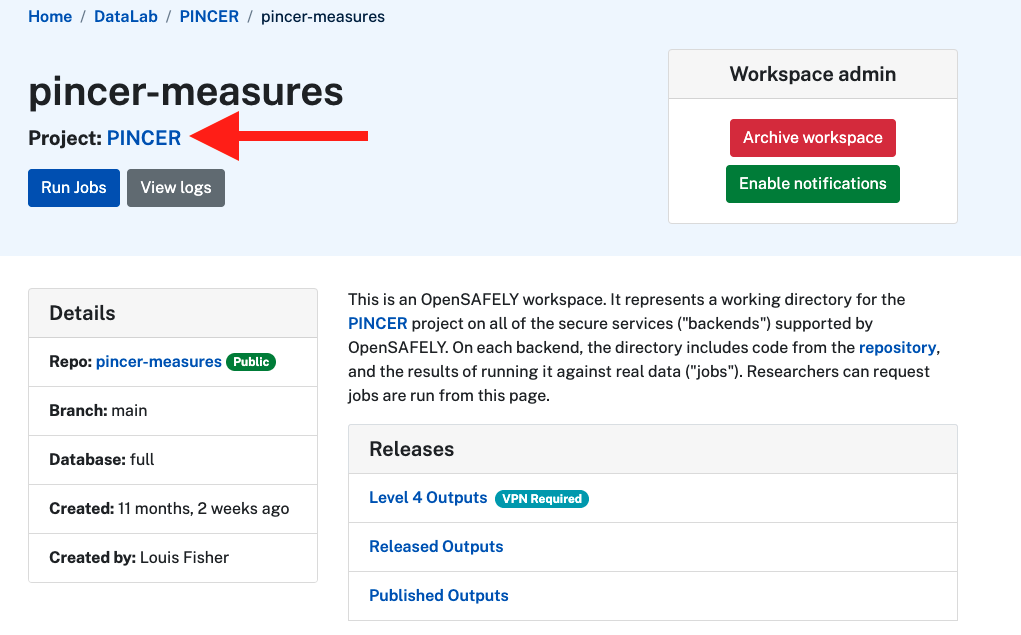 Home / DataLab / PINCER / pincer-measures
pincer-measures
Project: PINCER
Run Jobs
View logs
Workspace admin
Archive workspace
Enable notifications
Details
Repo: pincer-measures Public
Branch: main
Database: full
Created: 11 months, 2 weeks ago
Created by: Louis Fisher
This is an OpenSAFELY workspace. It represents a working directory for the
PINCER project on all of the secure services ("backends") supported by
OpenSAFELY. On each backend, the directory includes code from the repository,
and the results of running it against real data ("jobs"). Researchers can request
jobs are run from this page.
Releases
Level 4 Outputs VPN Required
Released Outputs
Published Outputs